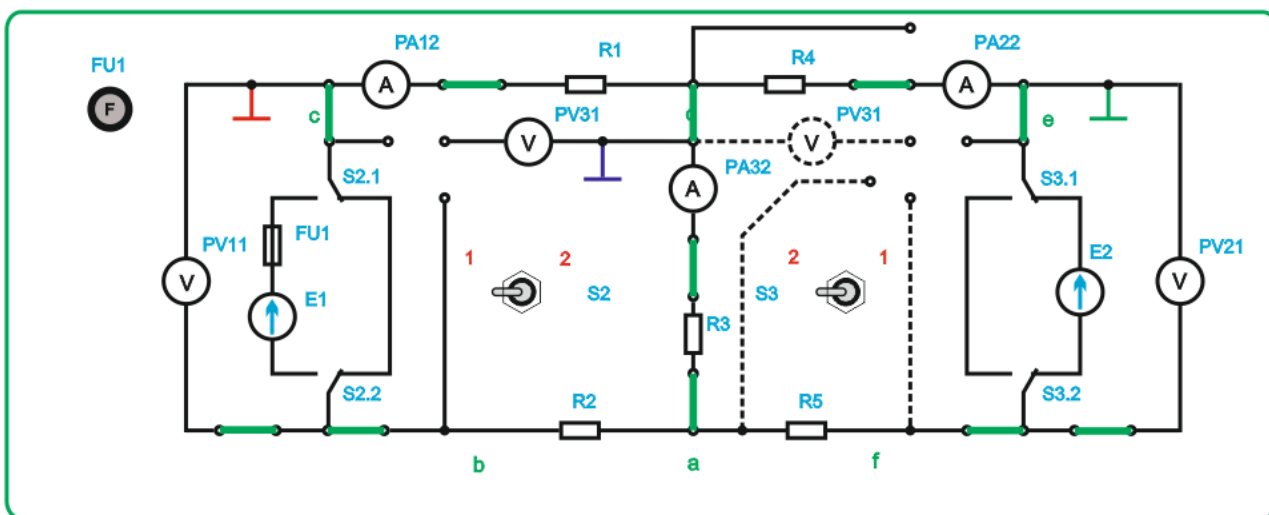 PA12
R1
R4
PA22
FU1
F
A
A
c
PV31
d
PV31
e
V
V
PA32
S2.1
A
S3.1
FU1
PV11
1
2
2
1
E2
PV21
V
E1
S2
S3
V
R3
S2.2
R2
R5
S3.2
b
a
f